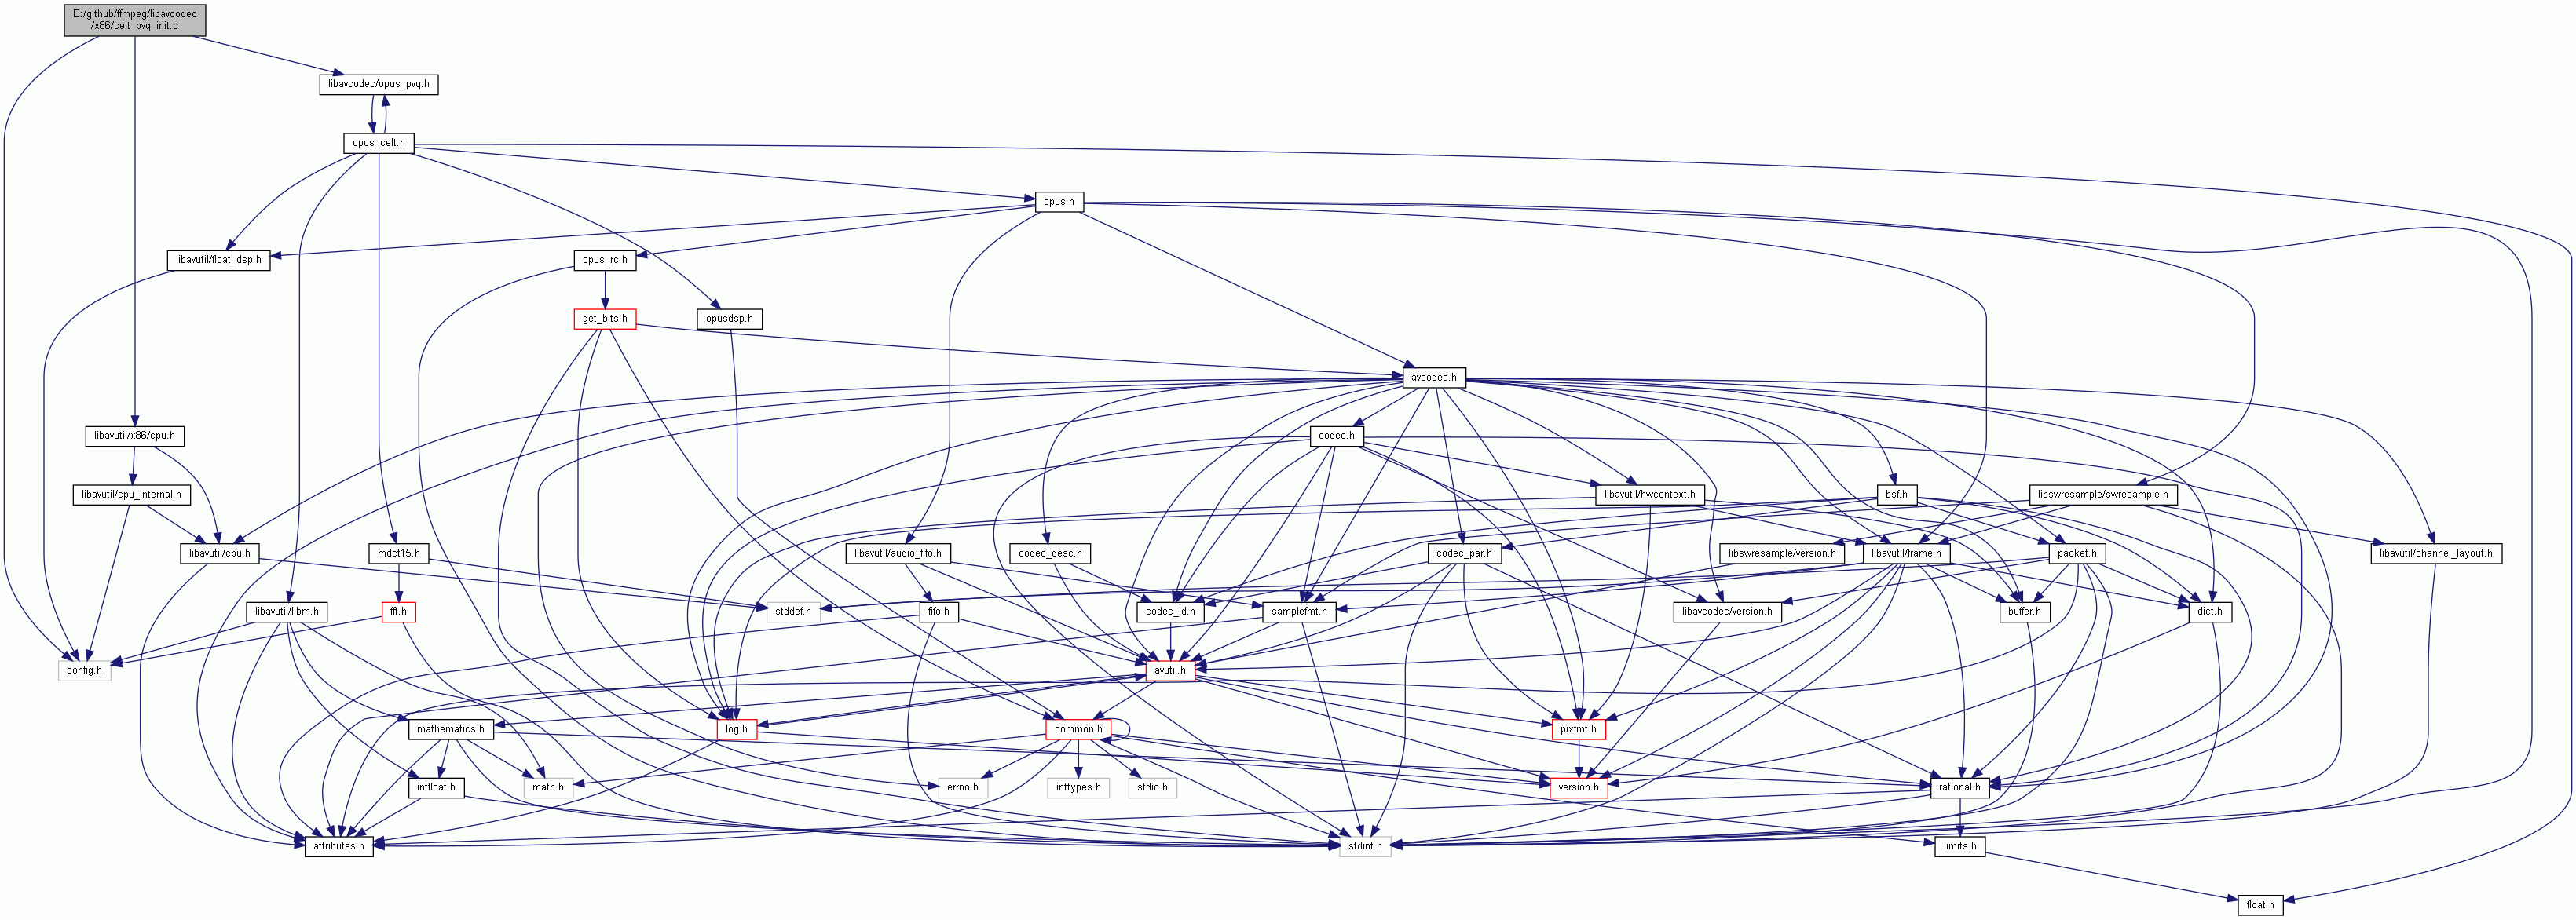 E:/github/ffmpeg/libavcodec
/x86/celt_pvq_init.c
libavcodec/opus_pvq.h
opus_celt.h
opus.h
libavutil/float_dsp.h
opus_rc.h
get_bits.h
opusdsp.h
avcodec.h
libavutil/x86/cpu.h
codec.h
libavutil/cpu_internal.h
libavutil/hwcontext.h
bsf.h
libswresample/swresample.h
libavutil/cpu.h
mdct15.h
libavutil/audio_fifo.h
codec_desc.h
codec_par.h
libswresample/version.h
libavutil/frame.h
packet.h
libavutil/channel_layout.h
libavutil/libm.h
fft.h
stddef.h
fifo.h
codec_id.h
samplefmt.h
libavcodec/version.h
buffer.h
dict.h
config.h
avutil.h
mathematics.h
log.h
common.h
pixfmt.h
intfloat.h
math.h
errno.h
inttypes.h
stdio.h
version.h
rational.h
attributes.h
stdint.h
limits.h
float.h